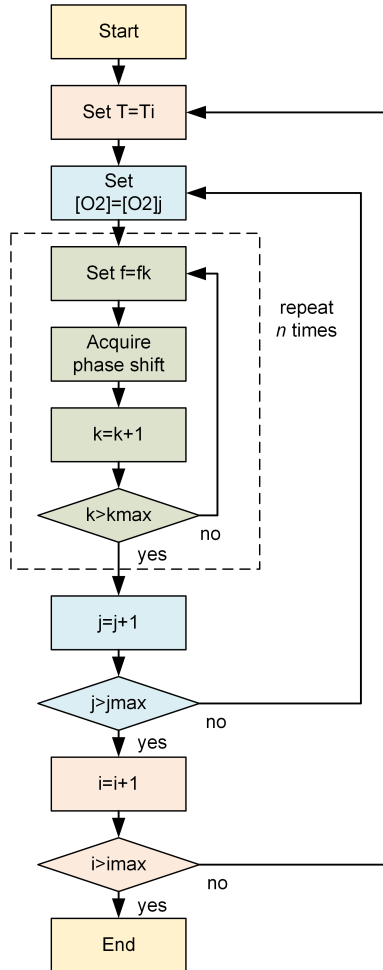 Start
Set T=Ti
Set
[O2]=[O2]j
Set f=fk
repeat
n times
Acquire
phase shift
k=k+1
k>kmax
no
yes
j=j+1
j>jmax
no
yes
i=i+1
i>imax
no
yes
End